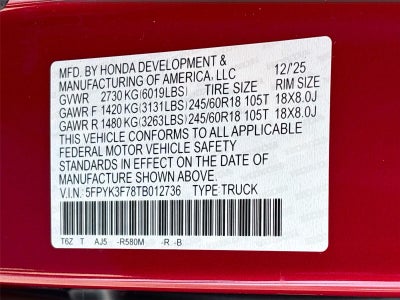 MFD. BY HONDA DEVELOPMENT &
MANUFACTURING OF AMERICA, LLC 12/'25
GVWR 2730 KG (6019LBS) TIRE SIZE RIM SIZE
GAWR F 1420 KG (3131LBS) 245/60R18 105T 18X8.0J
GAWR R 1480 KG (3263LBS) 245/60R18 105T 18X8.0J
THIS VEHICLE CONFORMS TO ALL APPLICABLE
FEDERAL MOTOR VEHICLE SAFETY
STANDARDS IN EFFECT ON THE DATE OF
MANUFACTURE SHOWN ABOVE.
V.I.N.: 5FPYK3F78TB012736 TYPE: TRUCK
T6Z T AJ5 -R580M -R -B